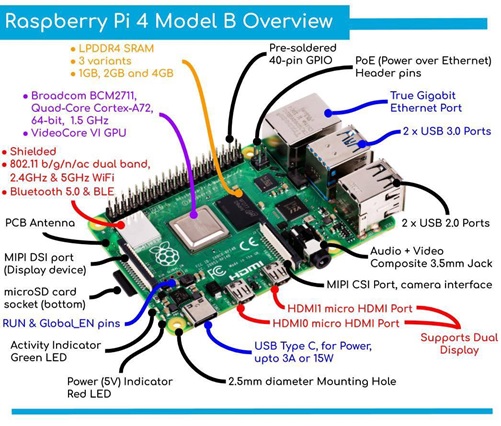 Raspberry Pi 4 Model B Overview
• LPDDR4 SRAM
• 3 variants
• 1GB, 2GB and 4GB
Pre-soldered
40-pin GPIO
PoE (Power over Ethernet)
Header pins
• Broadcom BCM2711,
Quad-Core Cortex-A72,
64-bit, 1.5 GHz
• VideoCore VI GPU
True Gigabit
Ethernet Port
2 x USB 3.0 Ports
• Shielded
• 802.11 b/g/n/ac dual band,
2.4GHz & 5GHz WiFi
• Bluetooth 5.0 & BLE
PCB Antenna
2 x USB 2.0 Ports
MIPI DSI port
(Display device)
Audio + Video
Composite 3.5mm Jack
microSD card
socket (bottom)
MIPI CSI Port, camera interface
HDMI
RUN & Global_EN pins
HDMI1 micro HDMI Port
HDMI0 micro HDMI Port
Supports Dual
Display
Activity Indicator
Green LED
USB Type C, for Power,
upto 3A or 15W
Power (5V) Indicator
Red LED
2.5mm diameter Mounting Hole